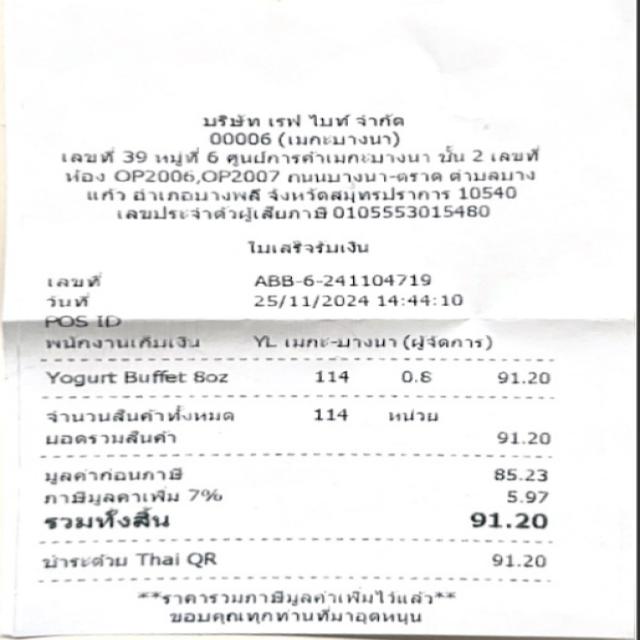 บริษัท เรฟ ไบท์ จำกัด
00006 (เมกะบางนา)
เลขที่ 39 หมู่ที่ 6 ศูนย์การค้าเมกะบางนา ชั้น 2 เลขที่
ห้อง OP2006,OP2007 ถนนบางนา-ตราด ตำบลบาง
แก้ว อำเภอบางพลี จังหวัดสมุทรปราการ 10540
เลขประจำตัวผู้เสียภาษี 0105553015480
ใบเสร็จรับเงิน
เลขที่ ABB-6-241104719
วันที่ 25/11/2024 14:44:10
POS ID
พนักงานเก็บเงิน YL เมกะ-บางนา (ผู้จัดการ)
Yogurt Buffet 8oz 114 0.8 91.20
จำนวนสินค้าทั้งหมด 114 หน่วย
ยอดรวมสินค้า 91.20
มูลค่าก่อนภาษี 85.23
ภาษีมูลค่าเพิ่ม 7% 5.97
รวมทั้งสิ้น 91.20
ชำระด้วย Thai QR 91.20
**ราคารวมภาษีมูลค่าเพิ่มไว้แล้ว**
ขอบคุณทุกท่านที่มาอุดหนุน